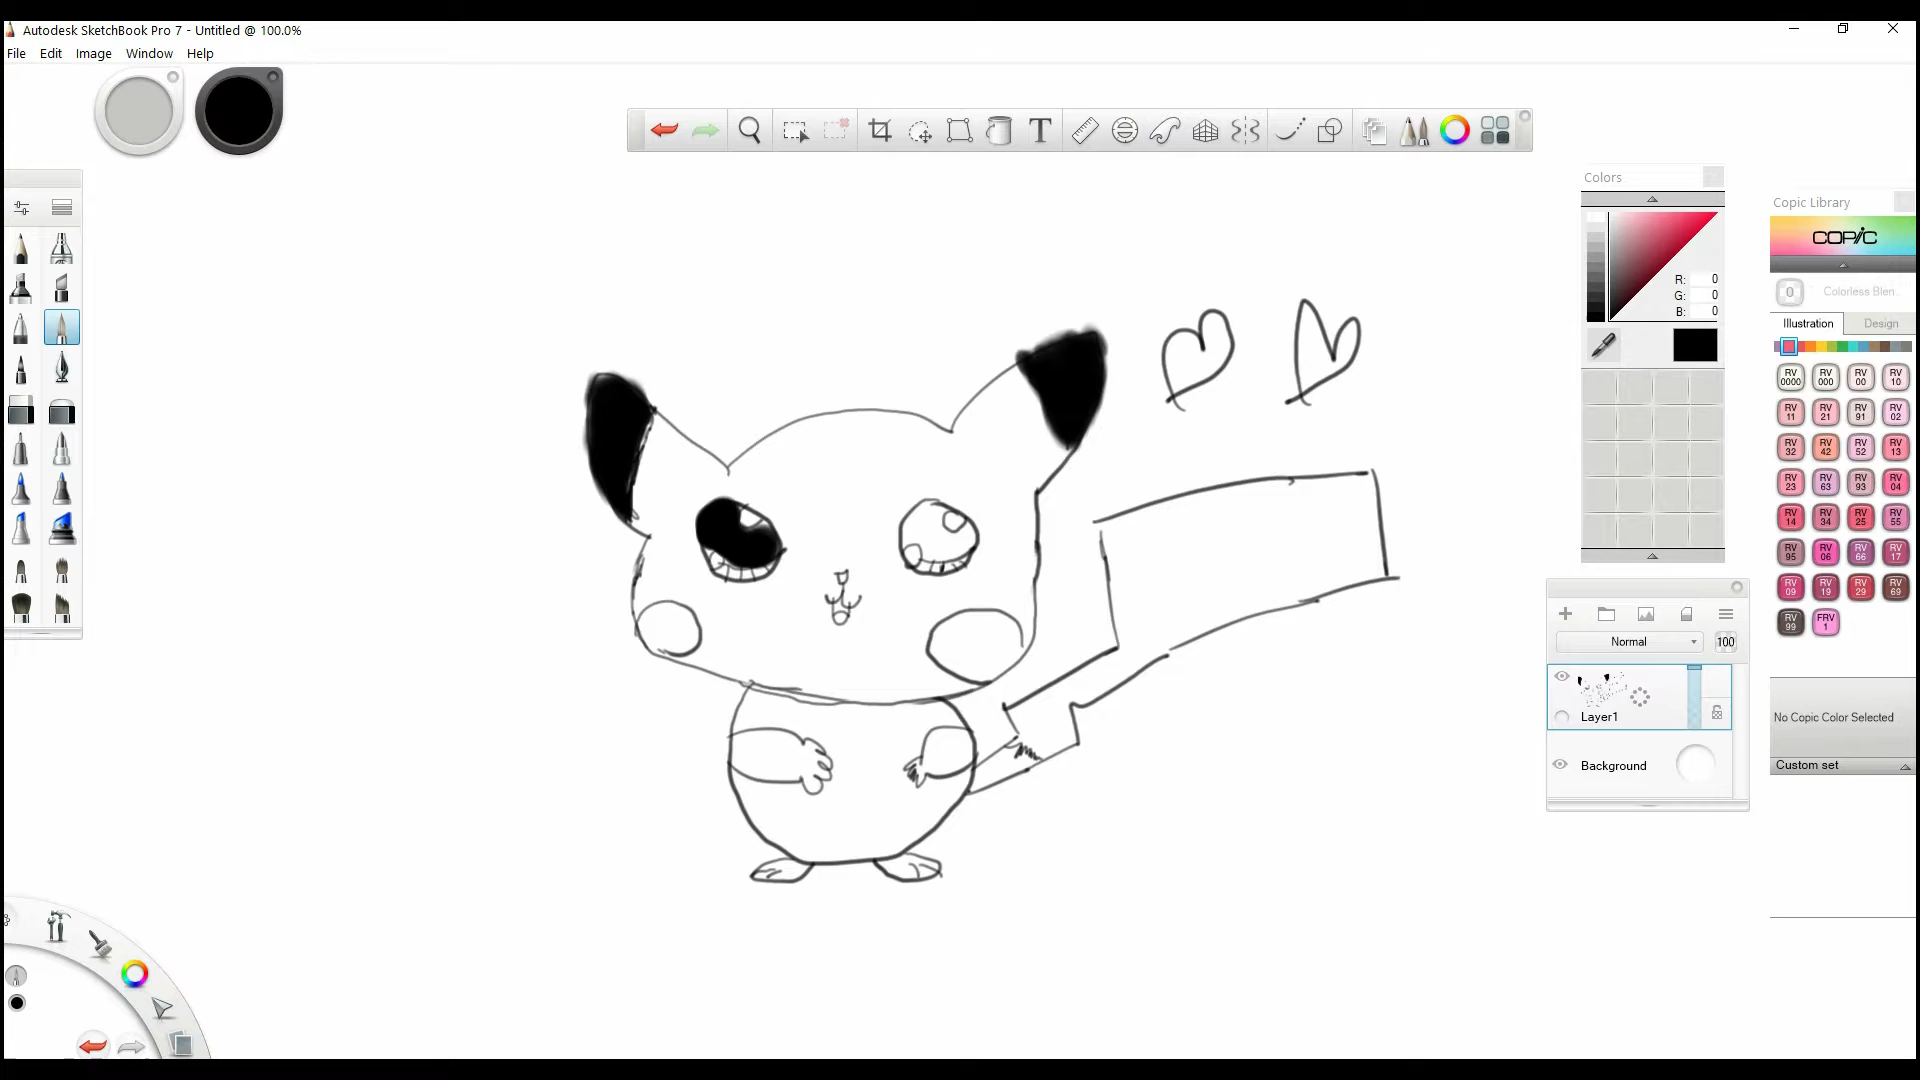 Autodesk SketchBook Pro 7 - Untitled @ 100.0%
File Edit Image Window Help
T
Colors
R: 0
G: 0
B: 0
Copic Library
COPIC
0 Colorless Blen..
Illustration Design
RV 0000 RV 000 RV 00 RV 10
RV 11 RV 21 RV 91 RV 02
RV 32 RV 42 RV 52 RV 13
RV 23 RV 63 RV 93 RV 04
RV 14 RV 34 RV 25 RV 55
RV 95 RV 06 RV 66 RV 17
RV 09 RV 19 RV 29 RV 69
RV 99 FRV 1
Normal 100
Layer1
Background
No Copic Color Selected
Custom set